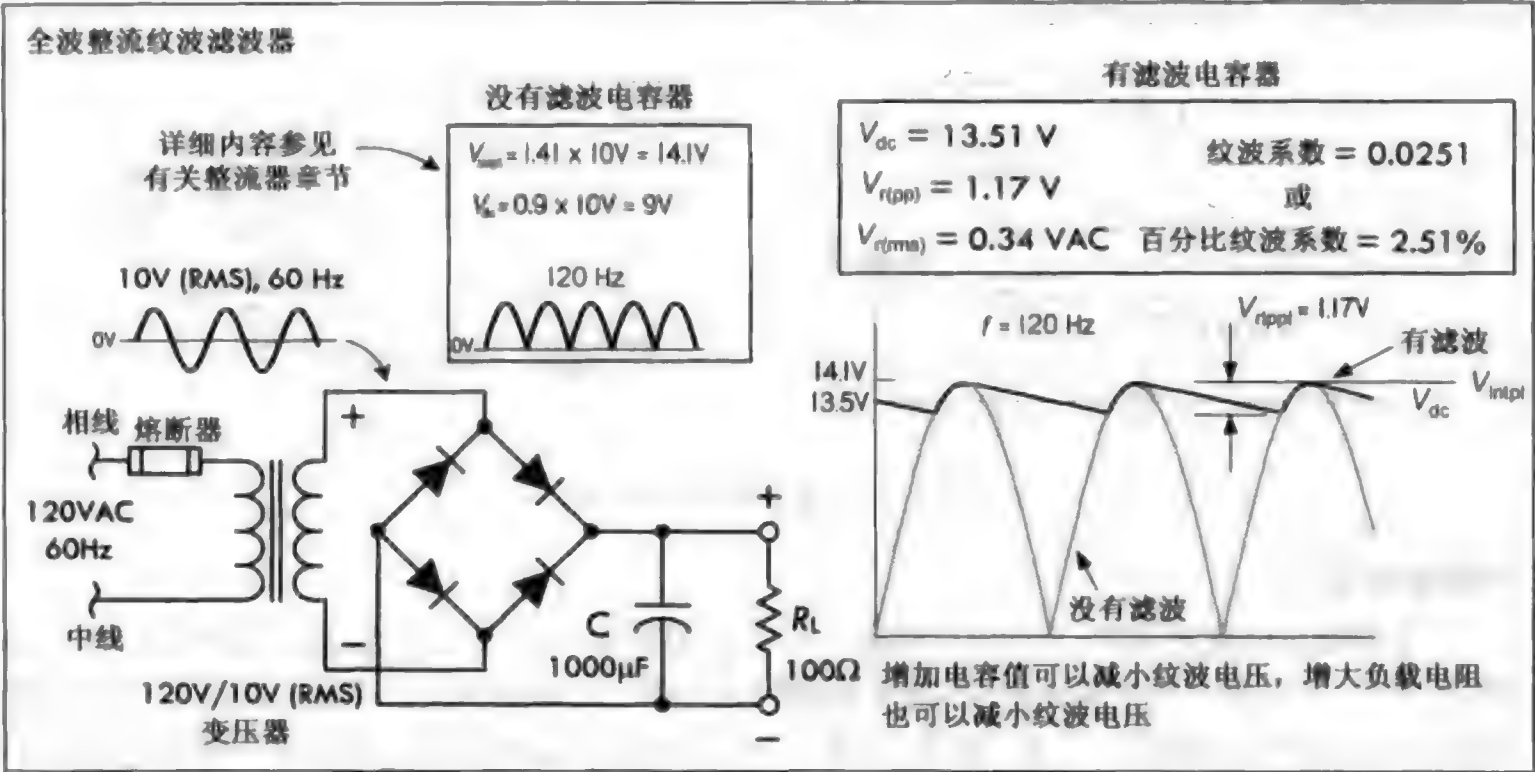 全波整流纹波滤波器
没有滤波电容器
详细内容参见
有关整流器章节
= 1.41 x 10V = 14.1V
= 0.9 x 10V = 9V
120 Hz
0V
10V (RMS), 60 Hz
0V
相线
熔断器
120VAC
60Hz
中线
+
−
120V/10V (RMS)
变压器
C
1000μF
+
RL
100Ω
−
有滤波电容器
Vdc = 13.51 V
纹波系数 = 0.0251
Vr(pp) = 1.17 V
或
Vr(rms) = 0.34 VAC
百分比纹波系数 = 2.51%
f = 120 Hz
Vr(pp) = 1.17V
有滤波
14.1V
13.5V
Vdc
没有滤波
增加电容值可以减小纹波电压，增大负载电阻
也可以减小纹波电压